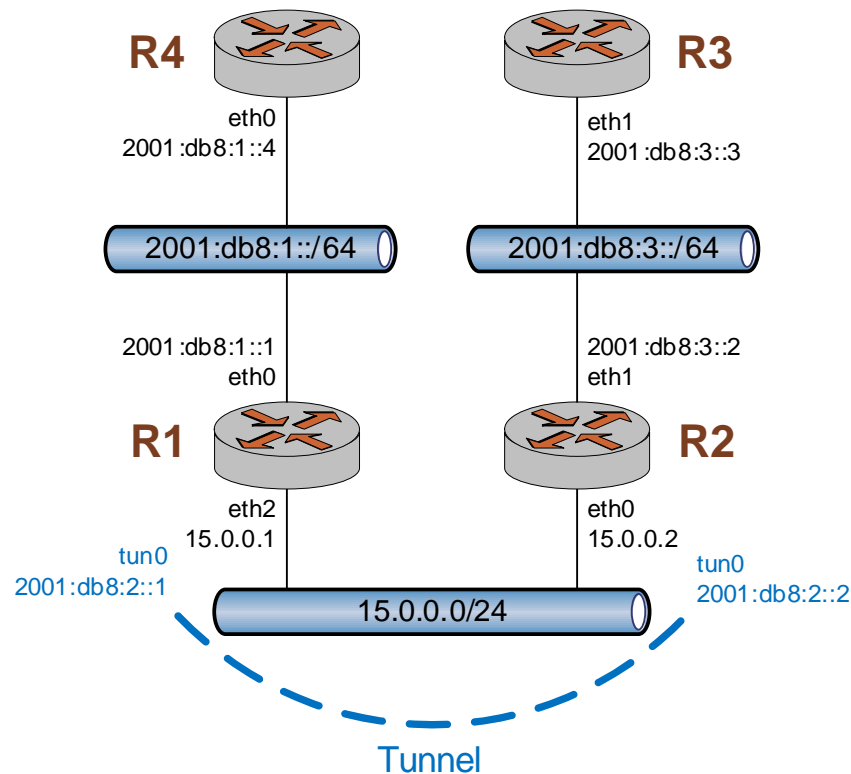 R4
R3
eth0
2001:db8:1::4
eth1
2001:db8:3::3
2001:db8:1::/64
2001:db8:3::/64
2001:db8:1::1
eth0
2001:db8:3::2
eth1
R1
R2
eth2
15.0.0.1
eth0
15.0.0.2
tun0
2001:db8:2::1
tun0
2001:db8:2::2
15.0.0.0/24
Tunnel